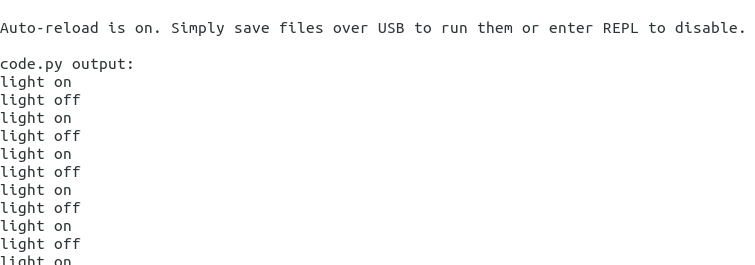 Auto-reload is on. Simply save files over USB to run them or enter REPL to disable.
code.py output:
light on
light off
light on
light off
light on
light off
light on
light off
light on
light off
light on